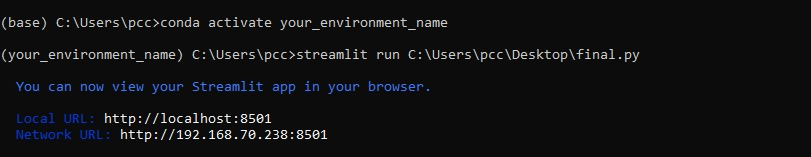 (base) C:\Users\pcc>conda activate your_environment_name
(your_environment_name) C:\Users\pcc>streamlit run C:\Users\pcc\Desktop\final.py
You can now view your Streamlit app in your browser.
Local URL: http://localhost:8501
Network URL: http://192.168.70.238:8501